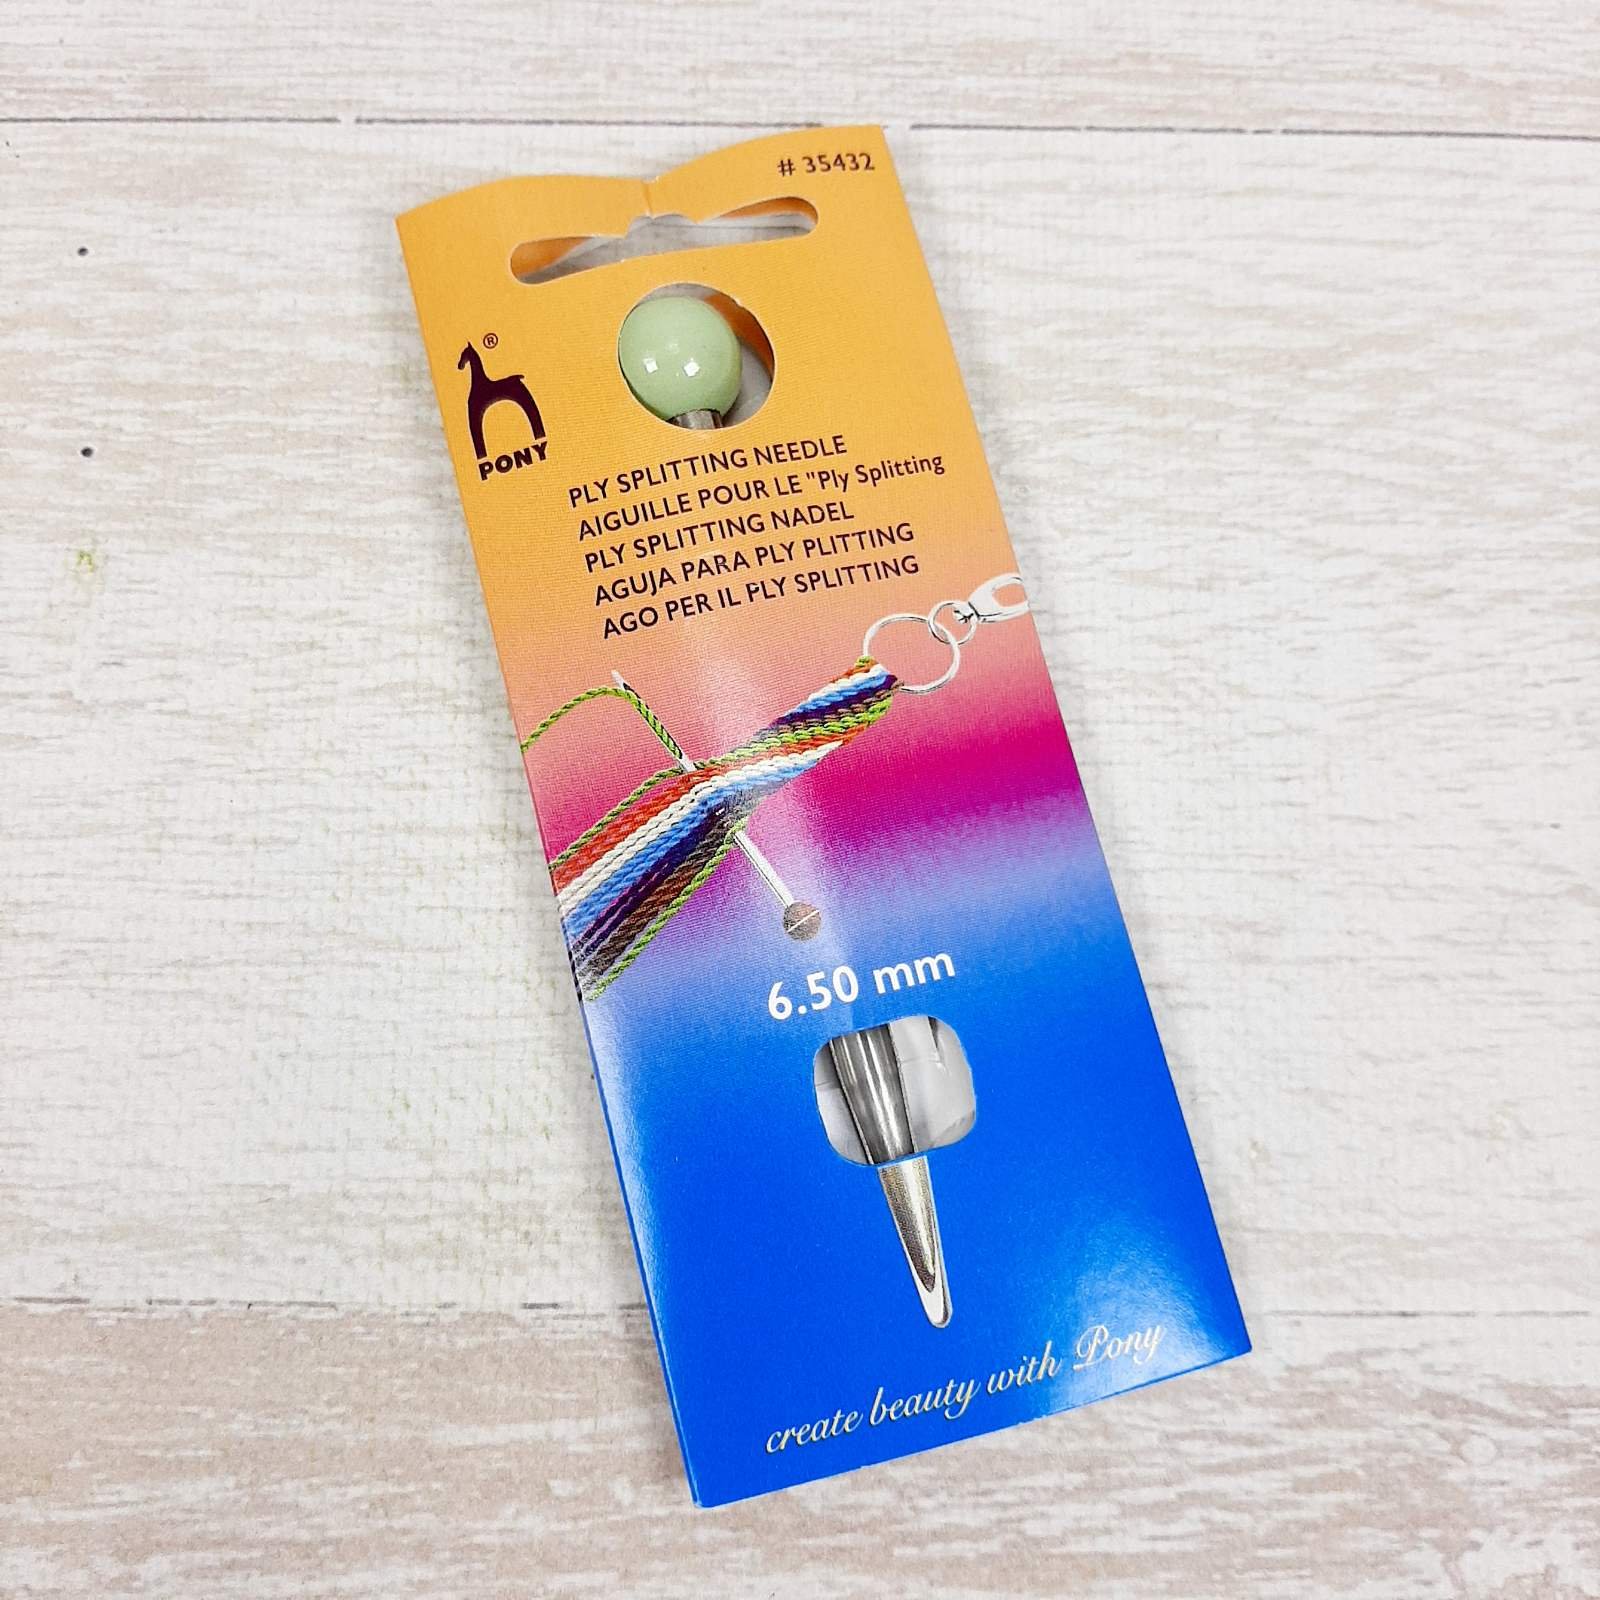 # 35432
®
PONY
PLY SPLITTING NEEDLE
AIGUILLE POUR LE "Ply Splitting
PLY SPLITTING NADEL
AGUJA PARA PLY PLITTING
AGO PER IL PLY SPLITTING
6.50 mm
create beauty with Pony